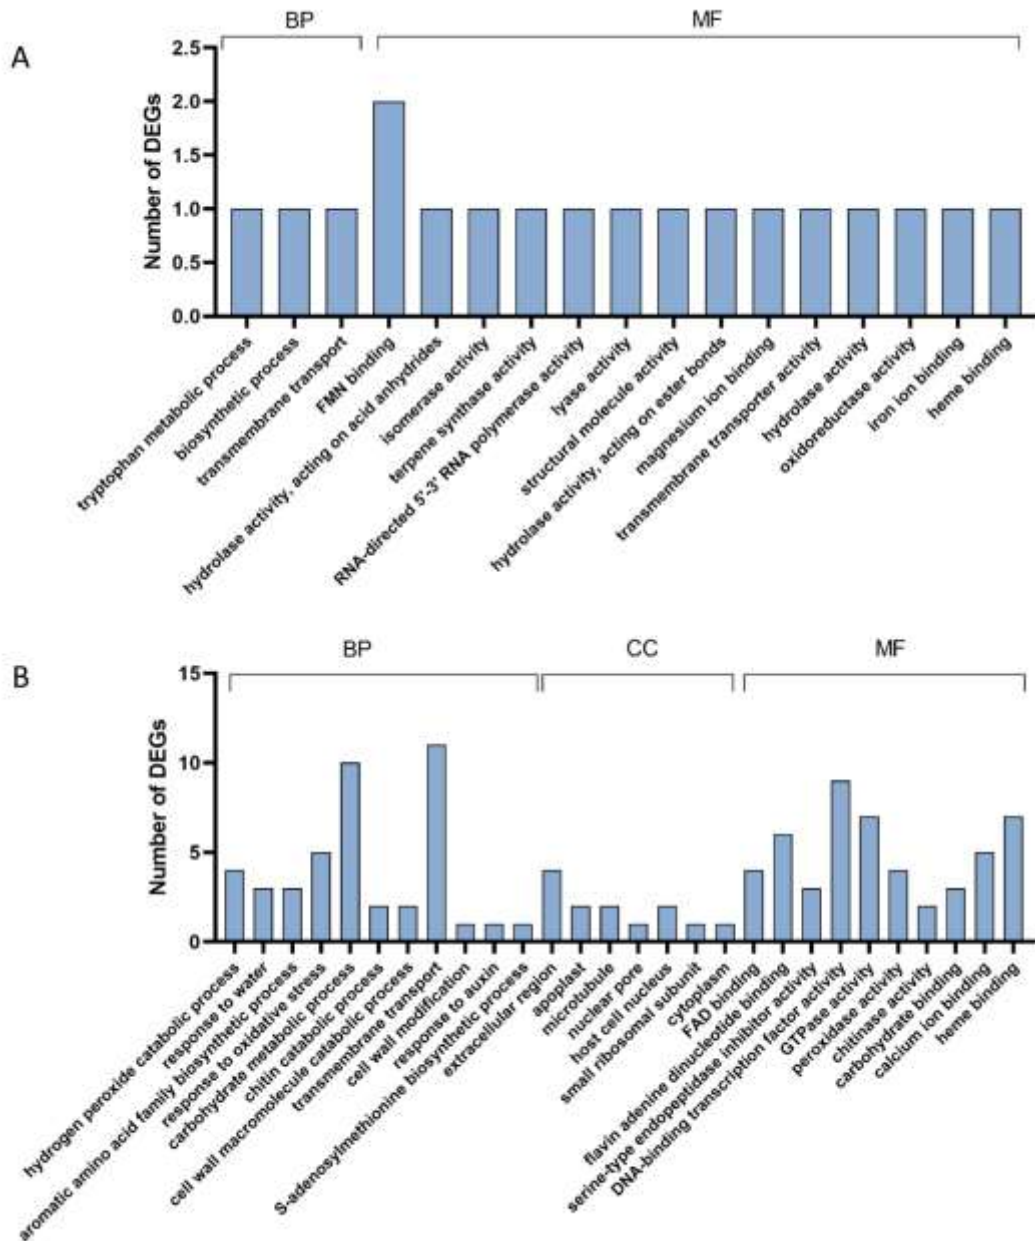 A
BP
MF
Number of DEGs
2.5
2.0
1.5
1.0
0.5
0.0
tryptophan metabolic process
biosynthetic process
transmembrane transport
FMN binding
hydrolase activity, acting on acid anhydrides
isomerase activity
terpene synthase activity
RNA-directed 5'-3' RNA polymerase activity
lyase activity
structural molecule activity
hydrolase activity, acting on ester bonds
magnesium ion binding
transmembrane transporter activity
hydrolase activity
oxidoreductase activity
iron ion binding
heme binding
B
BP
CC
MF
Number of DEGs
15
10
5
0
hydrogen peroxide catabolic process
response to water
aromatic amino acid family biosynthetic process
response to oxidative stress
carbohydrate metabolic process
chitin catabolic process
cell wall macromolecule catabolic process
transmembrane transport
cell wall modification
response to auxin
S-adenosylmethionine biosynthetic process
extracellular region
apoplast
microtubule
nuclear pore
host cell nucleus
small ribosomal subunit
cytoplasm
FAD binding
flavin adenine dinucleotide binding
serine-type endopeptidase inhibitor activity
DNA-binding transcription factor activity
GTPase activity
peroxidase activity
chitinase activity
carbohydrate binding
calcium ion binding
heme binding